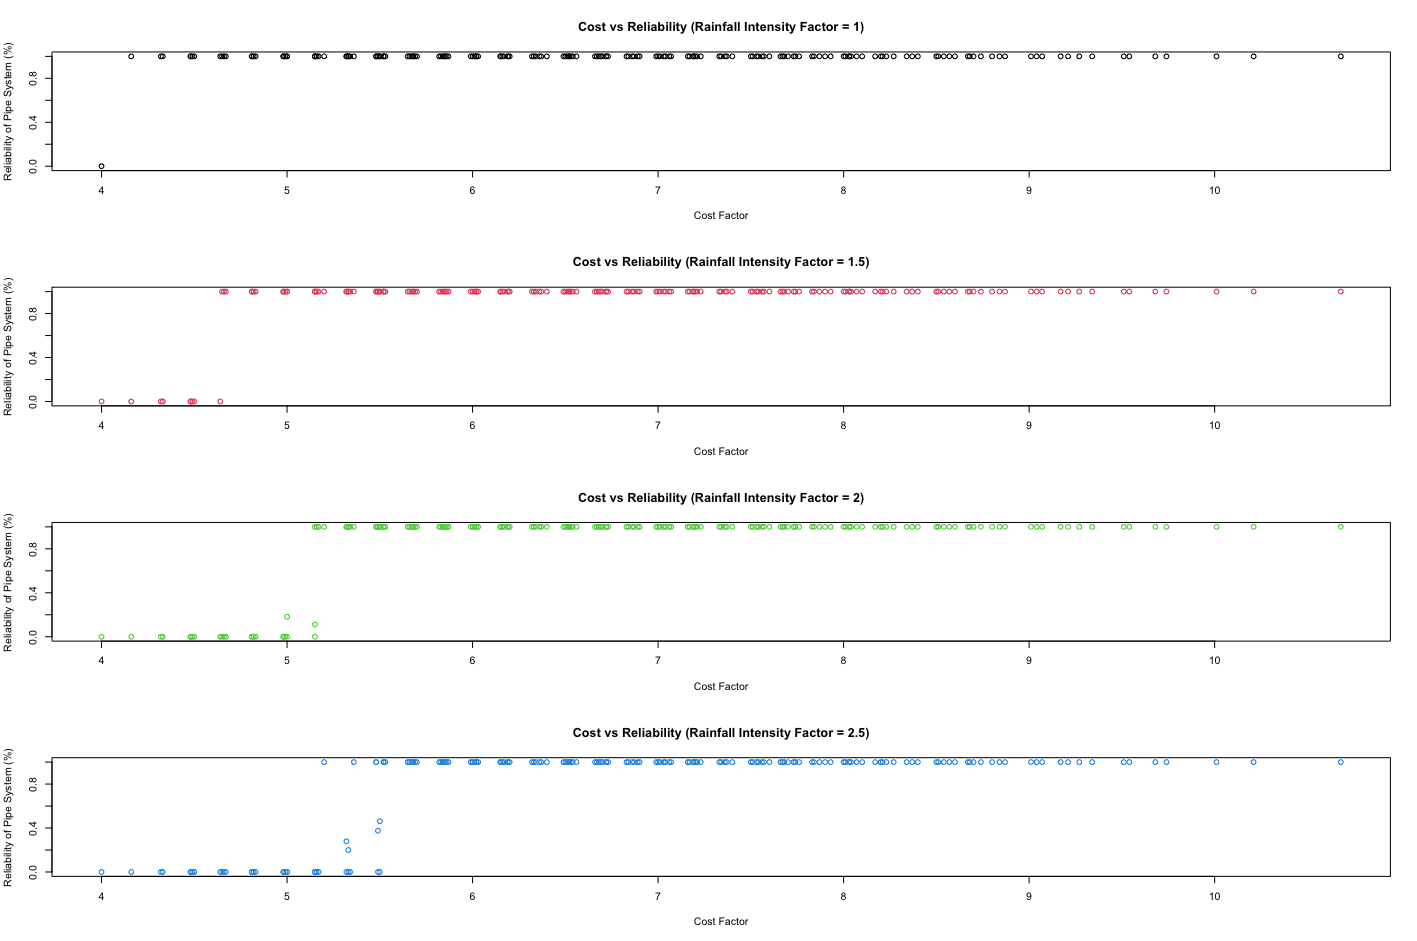 Cost vs Reliability (Rainfall Intensity Factor = 1)
Reliability of Pipe System (%)
0.8
0.4
0.0
4 5 6 7 8 9 10
Cost Factor
Cost vs Reliability (Rainfall Intensity Factor = 1.5)
Reliability of Pipe System (%)
0.8
0.4
0.0
4 5 6 7 8 9 10
Cost Factor
Cost vs Reliability (Rainfall Intensity Factor = 2)
Reliability of Pipe System (%)
0.8
0.4
0.0
4 5 6 7 8 9 10
Cost Factor
Cost vs Reliability (Rainfall Intensity Factor = 2.5)
Reliability of Pipe System (%)
0.8
0.4
0.0
4 5 6 7 8 9 10
Cost Factor